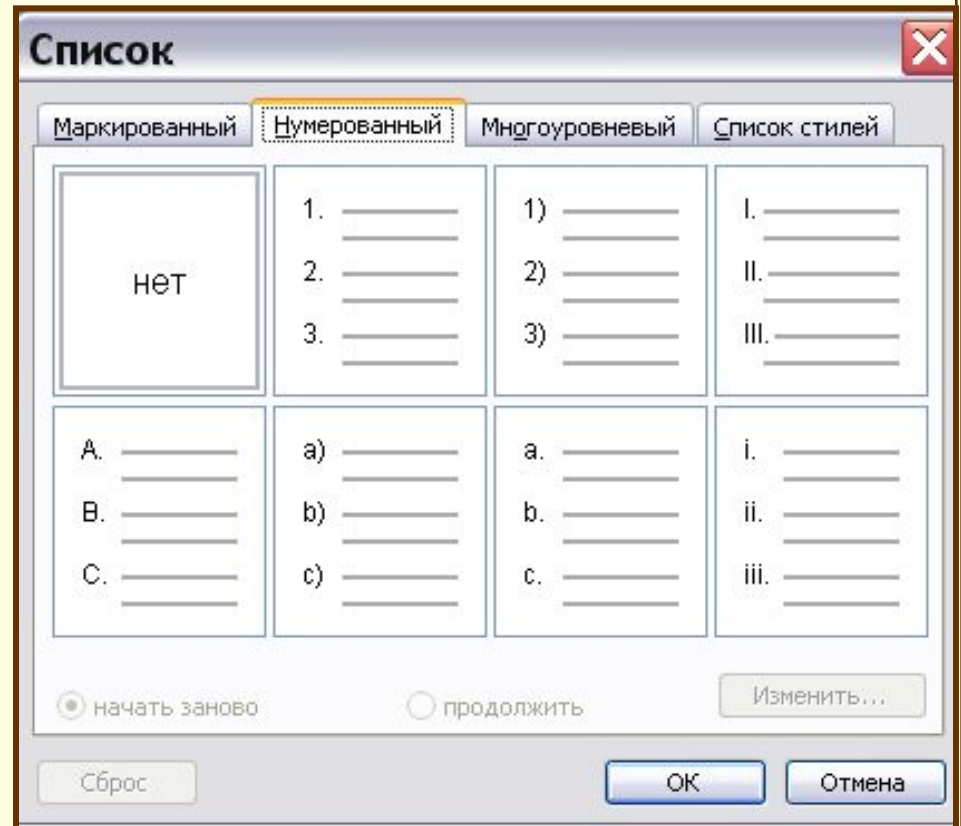 Список
Маркированный Нумерованный Многоуровневый Список стилей
нет
1.
2.
3.
1)
2)
3)
I.
II.
III.
A.
B.
C.
a)
b)
c)
a.
b.
c.
i.
ii.
iii.
начать заново продолжить Изменить...
Сброс ОК Отмена